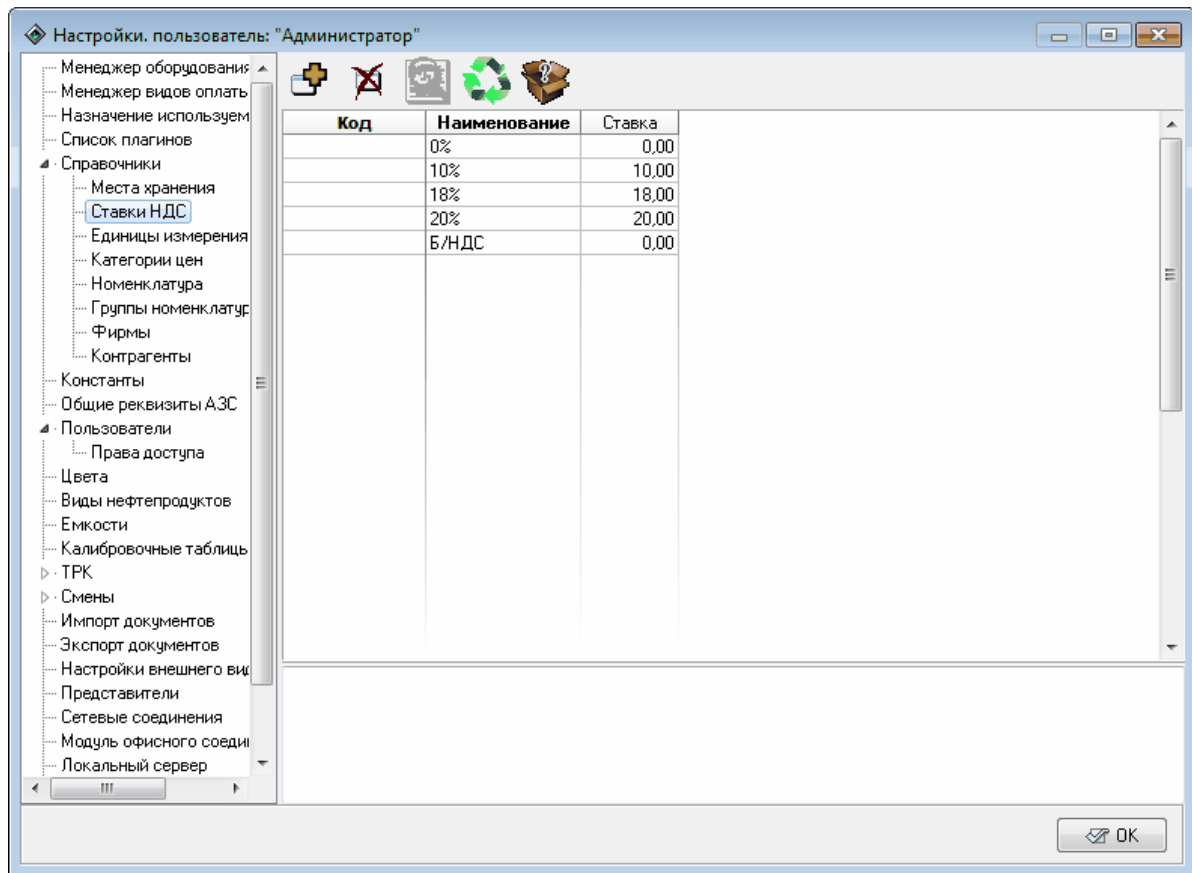 Настройки. пользователь: "Администратор"
Менеджер оборудования
Менеджер видов оплать
Назначение используем
Список плагинов
Справочники
Места хранения
Ставки НДС
Единицы измерения
Категории цен
Номенклатура
Группы номенклатур
Фирмы
Контрагенты
Константы
Общие реквизиты АЗС
Пользователи
Права доступа
Цвета
Виды нефтепродуктов
Емкости
Калибровочные таблиць
ТРК
Смены
Импорт документов
Экспорт документов
Настройки внешнего вид
Представители
Сетевые соединения
Модуль офисного соеди
Локальный сервер
Код Наименование Ставка
0% 0,00
10% 10,00
18% 18,00
20% 20,00
Б/НДС 0,00
OK